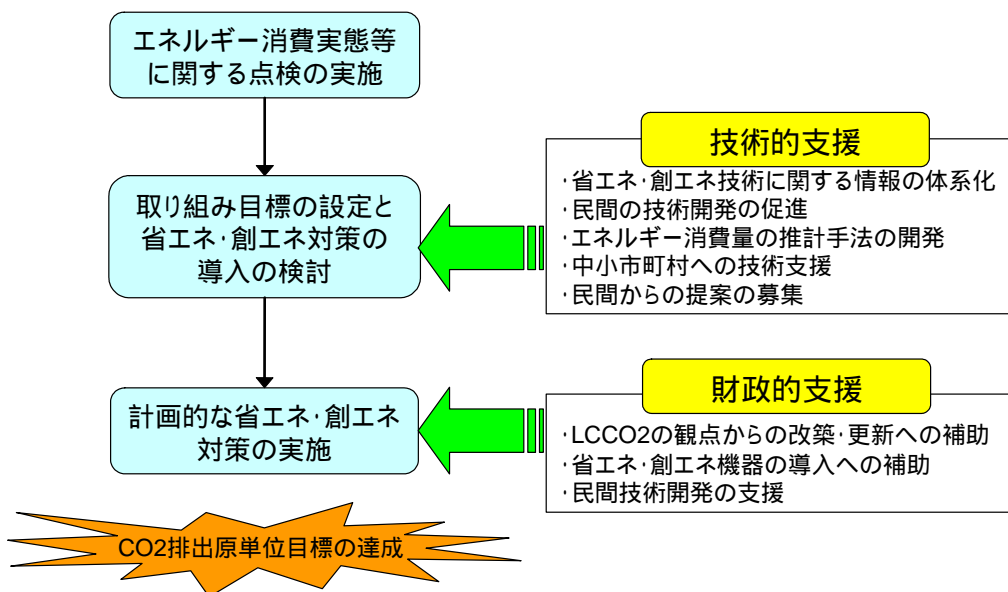 エネルギー消費実態等
に関する点検の実施
取り組み目標の設定と
省エネ･創エネ対策の
導入の検討
計画的な省エネ･創エネ
対策の実施
CO2排出原単位目標の達成
技術的支援
･省エネ･創エネ技術に関する情報の体系化
･民間の技術開発の促進
･エネルギー消費量の推計手法の開発
･中小市町村への技術支援
･民間からの提案の募集
財政的支援
･LCCO2の観点からの改築･更新への補助
･省エネ･創エネ機器の導入への補助
･民間技術開発の支援